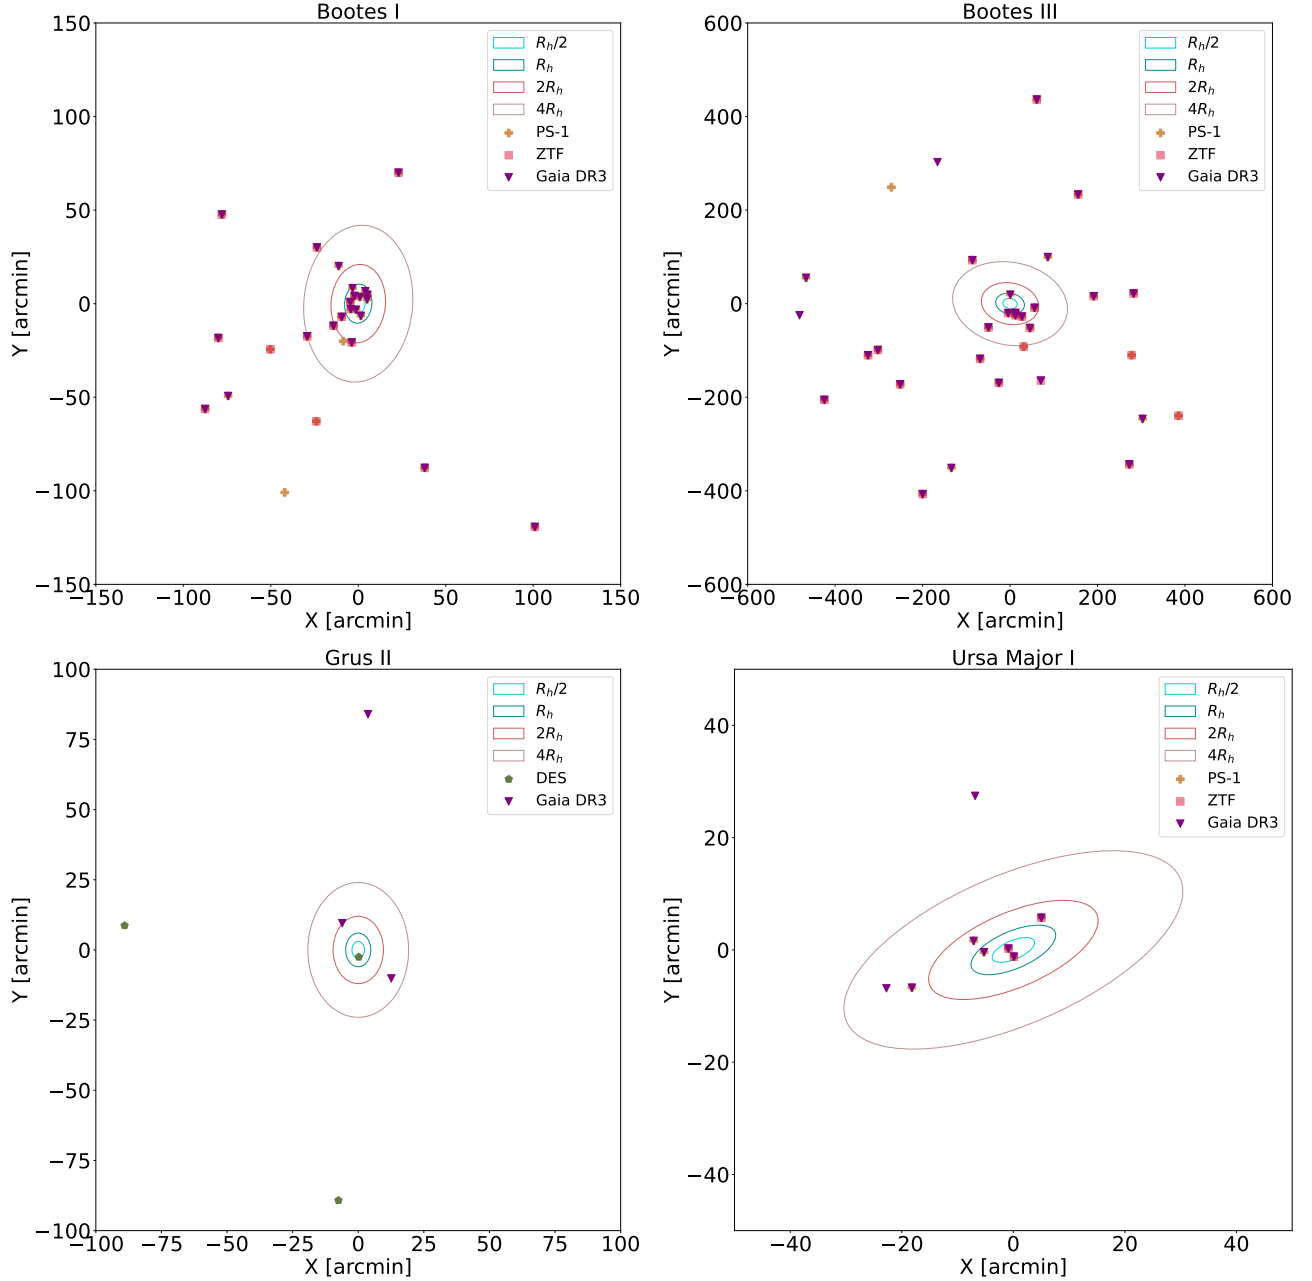 Bootes I
150
100
50
0
−50
−100
−150
−150
−100
−50
0
50
100
150
X [arcmin]
Y [arcmin]
R_h/2
R_h
2R_h
4R_h
PS-1
ZTF
Gaia DR3
Bootes III
600
400
200
0
−200
−400
−600
−600
−400
−200
0
200
400
600
X [arcmin]
Y [arcmin]
R_h/2
R_h
2R_h
4R_h
PS-1
ZTF
Gaia DR3
Grus II
100
75
50
25
0
−25
−50
−75
−100
−100
−75
−50
−25
0
25
50
75
100
X [arcmin]
Y [arcmin]
R_h/2
R_h
2R_h
4R_h
DES
Gaia DR3
Ursa Major I
40
20
0
−20
−40
−40
−20
0
20
40
X [arcmin]
Y [arcmin]
R_h/2
R_h
2R_h
4R_h
PS-1
ZTF
Gaia DR3